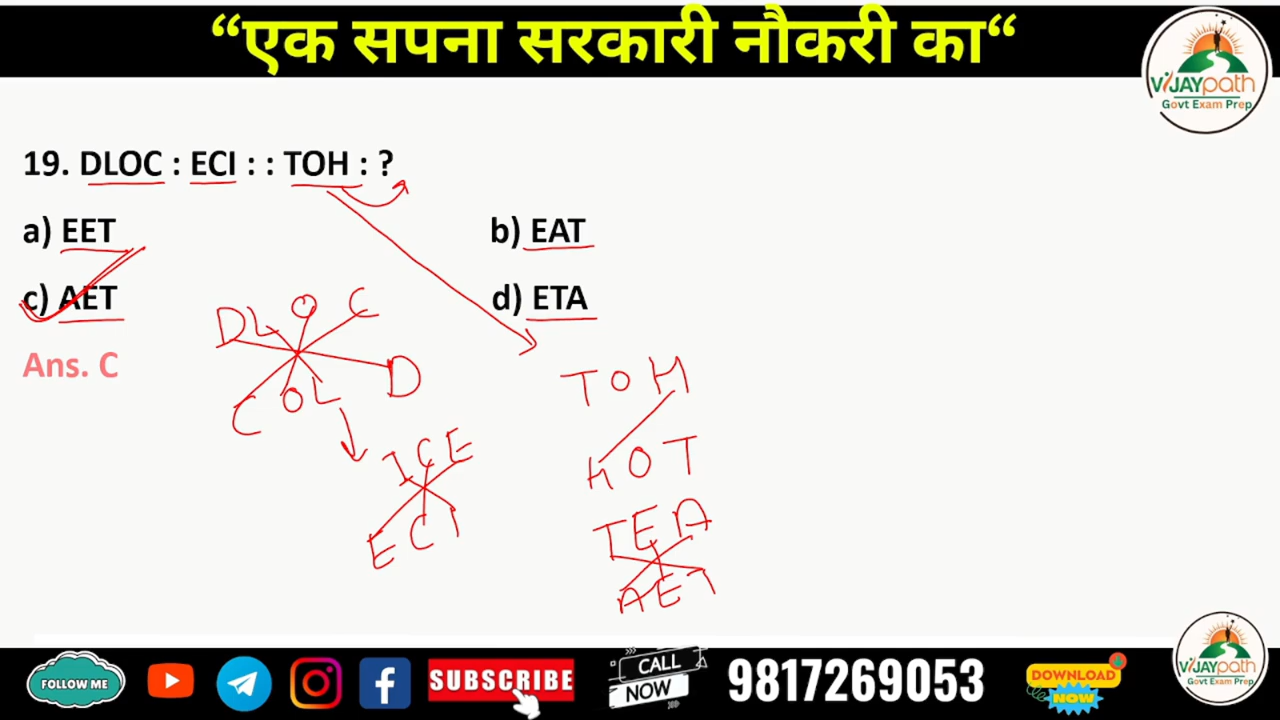 “एक सपना सरकारी नौकरी का“
VIJAYpath
Govt Exam Prep
19. DLOC : ECI : : TOH : ?
a) EET
b) EAT
c) AET
d) ETA
Ans. C
DLOC
COLD
ICE
ECI
TOH
HOT
TEA
AET
FOLLOW ME
SUBSCRIBE
CALL
NOW
9817269053
DOWNLOAD
NOW
VIJAYpath
Govt Exam Prep